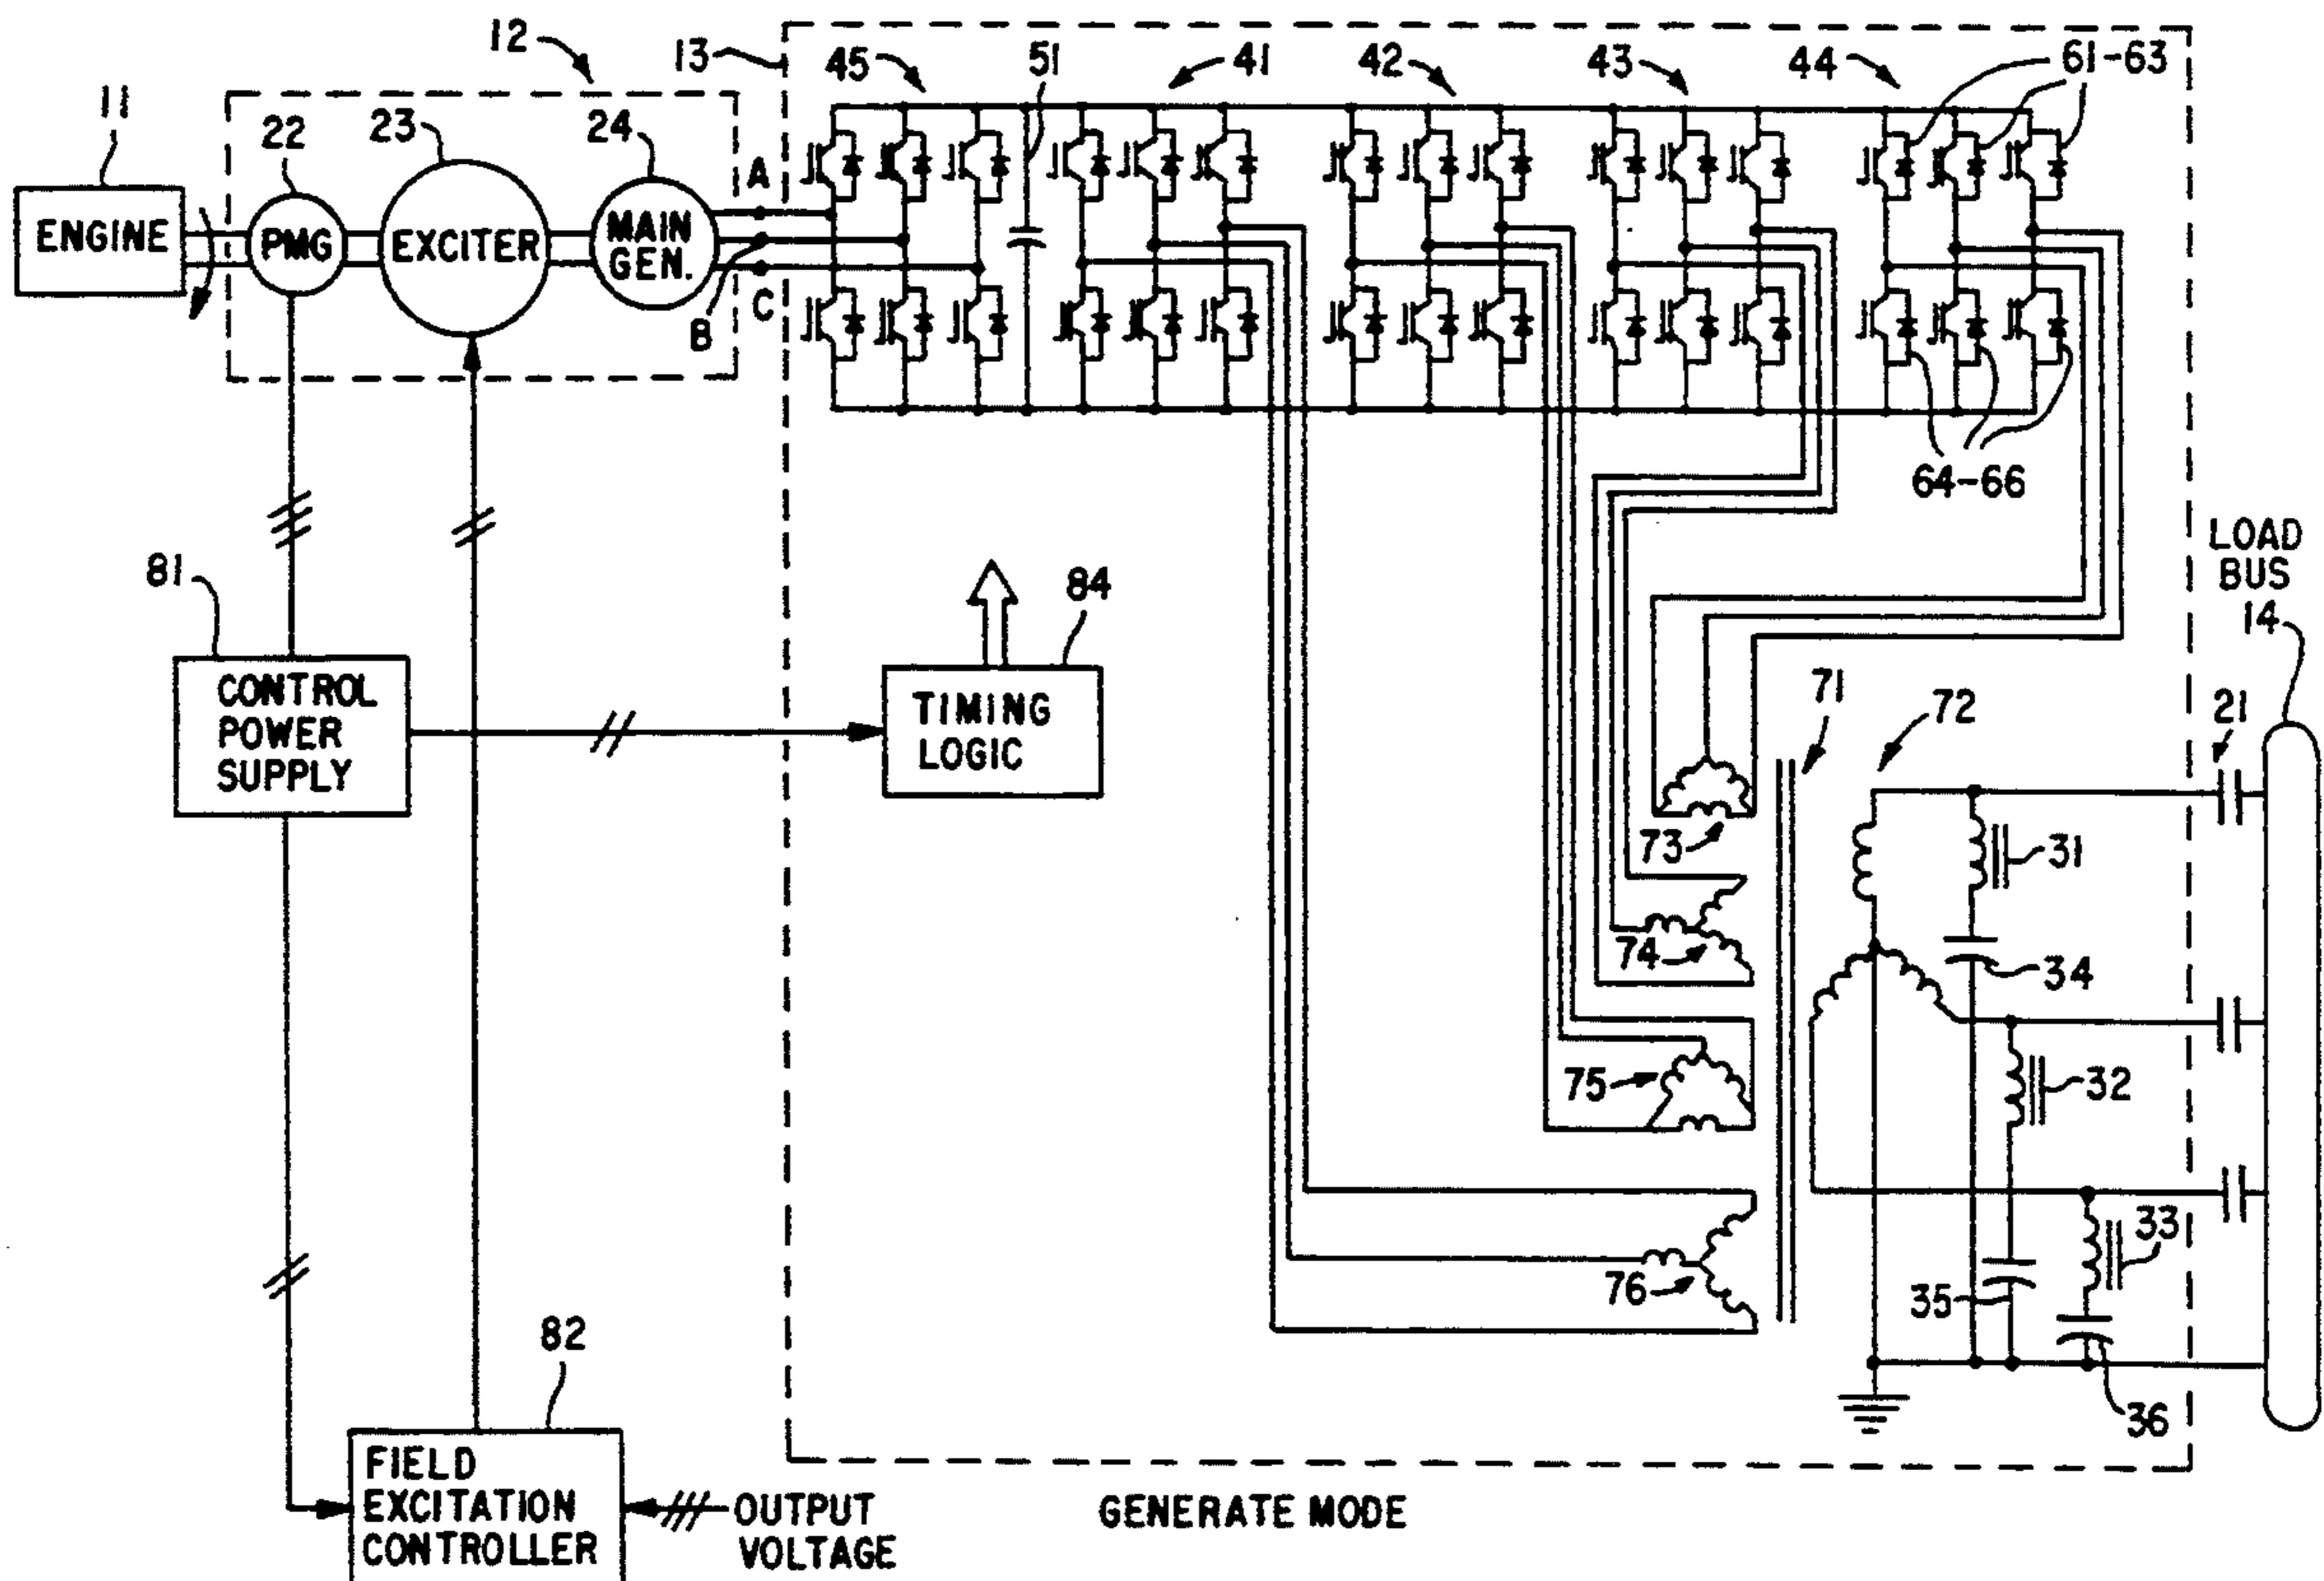 12
13
45
51
41
42
43
44
61-63
11
22
23
24
A
ENGINE
PMG
EXCITER
MAIN
GEN.
B
C
64-66
LOAD
BUS
14
81
84
CONTROL
POWER
SUPPLY
TIMING
LOGIC
71
72
21
73
31
74
34
75
32
33
76
35
36
82
FIELD
EXCITATION
CONTROLLER
OUTPUT
VOLTAGE
GENERATE MODE